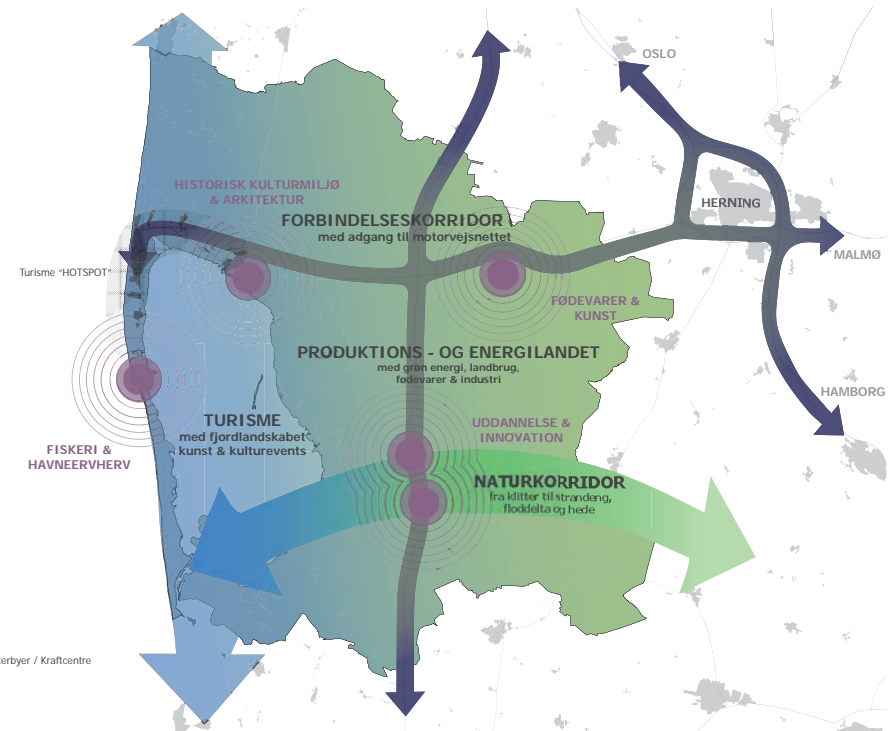 OSLO
HISTORISK KULTURMILJØ
& ARKITEKTUR
HERNING
FORBINDELSESKORRIDOR
med adgang til motorvejsnettet
MALMØ
Turisme "HOTSPOT"
FØDEVARER &
KUNST
PRODUKTIONS - OG ENERGILANDET
med grøn energi, landbrug,
fødevarer & industri
HAMBORG
TURISME
med fjordlandskabet
kunst & kulturevents
UDDANNELSE &
INNOVATION
FISKERI &
HAVNEERVHERV
NATURKORRIDOR
fra klitter til strandeng,
floddelta og hede
terbyer / Kraftcentre